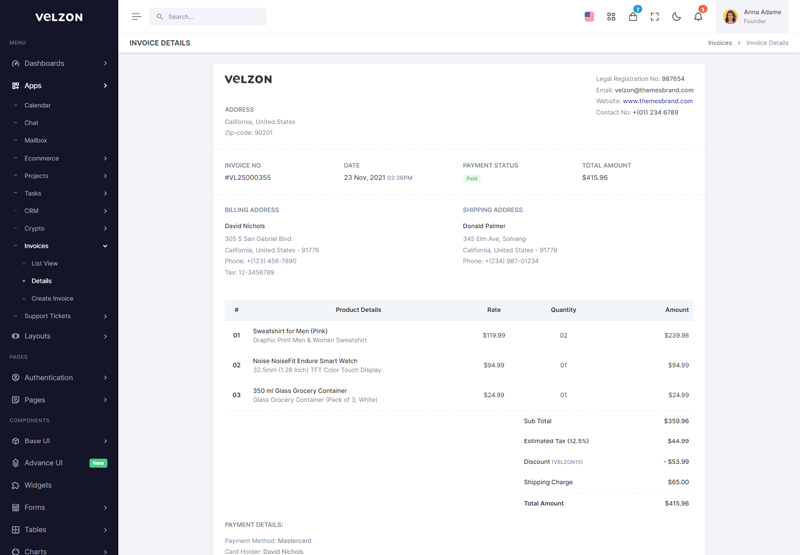 VELZON
Search...
7
5
Anna Adame
Founder
MENU
Dashboards
Apps
Calendar
Chat
Mailbox
Ecommerce
Projects
Tasks
CRM
Crypto
Invoices
List View
Details
Create Invoice
Support Tickets
Layouts
PAGES
Authentication
Pages
COMPONENTS
Base UI
Advance UI New
Widgets
Forms
Tables
Charts
INVOICE DETAILS
Invoices > Invoice Details
VELZON
Legal Registration No: 987654
Email: velzon@themesbrand.com
Website: www.themesbrand.com
Contact No: +(01) 234 6789
ADDRESS
California, United States
Zip-code: 90201
INVOICE NO DATE PAYMENT STATUS TOTAL AMOUNT
#VL25000355 23 Nov, 2021 02:36PM Paid $415.96
BILLING ADDRESS
David Nichols
305 S San Gabriel Blvd
California, United States - 91776
Phone: +(123) 456-7890
Tax: 12-3456789
SHIPPING ADDRESS
Donald Palmer
345 Elm Ave, Solvang
California, United States - 91776
Phone: +(234) 987-01234
# Product Details Rate Quantity Amount
01 Sweatshirt for Men (Pink) $119.99 02 $239.98
Graphic Print Men & Women Sweatshirt
02 Noise NoiseFit Endure Smart Watch $94.99 01 $94.99
32.5mm (1.28 Inch) TFT Color Touch Display
03 350 ml Glass Grocery Container $24.99 01 $24.99
Glass Grocery Container (Pack of 3, White)
Sub Total $359.96
Estimated Tax (12.5%) $44.99
Discount (VELZON15) - $53.99
Shipping Charge $65.00
Total Amount $415.96
PAYMENT DETAILS:
Payment Method: Mastercard
Card Holder: David Nichols